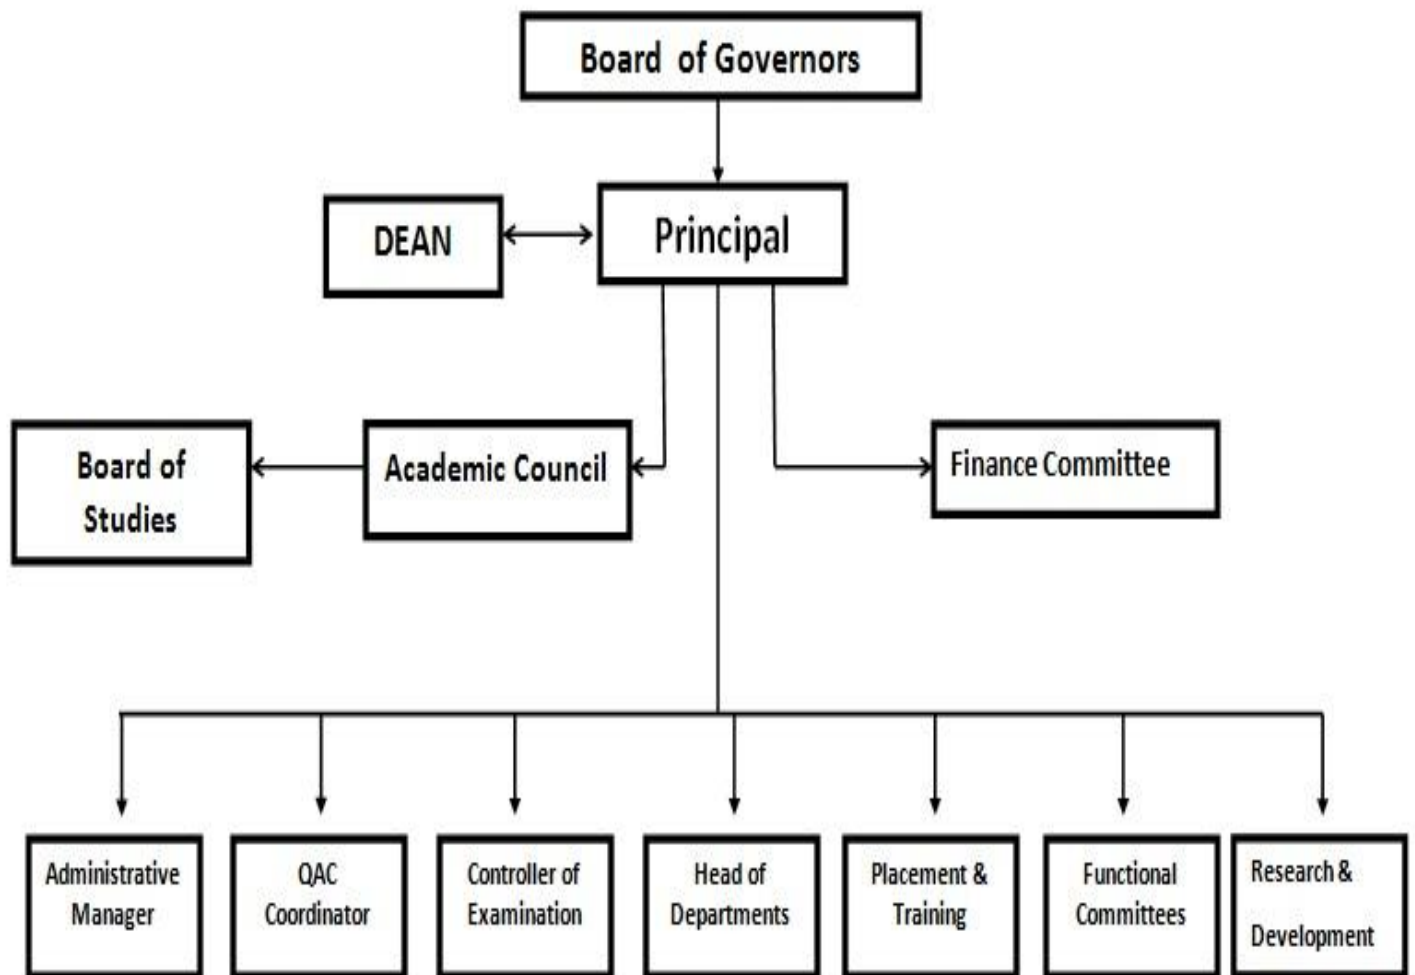 Board of Governors
DEAN
Principal
Board of
Studies
Academic Council
Finance Committee
Administrative
Manager
QAC
Coordinator
Controller of
Examination
Head of
Departments
Placement &
Training
Functional
Committees
Research &
Development